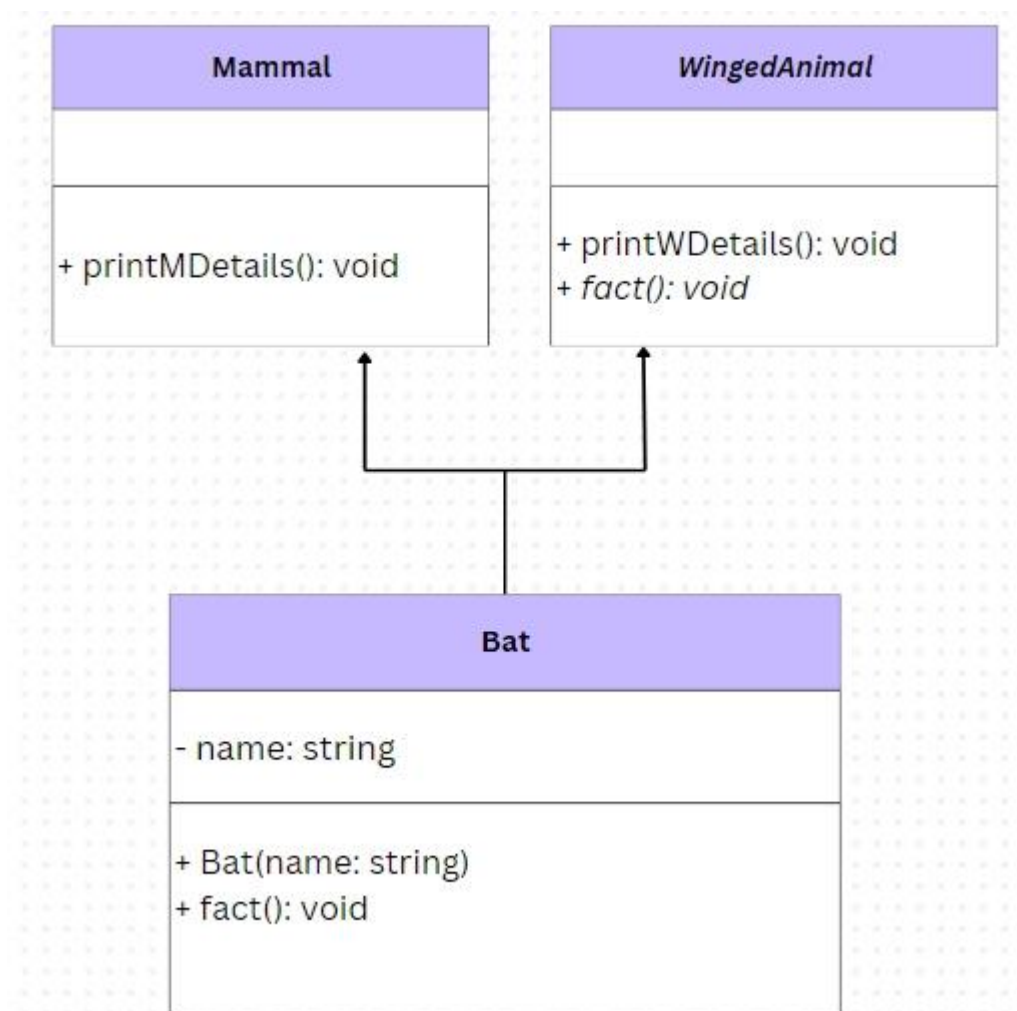 Mammal
WingedAnimal
+ printMDetails(): void
+ printWDetails(): void
+ fact(): void
Bat
- name: string
+ Bat(name: string)
+ fact(): void